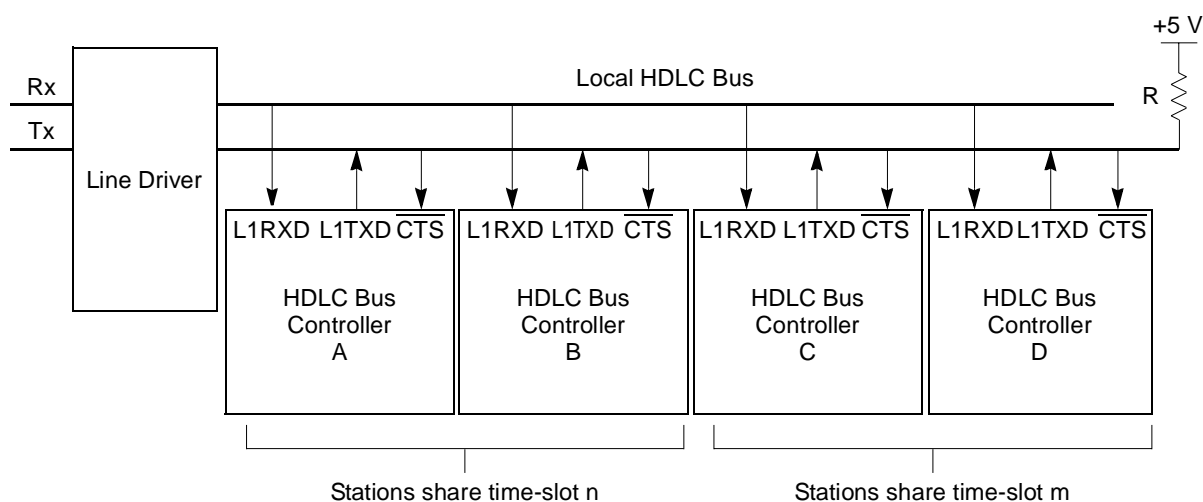 +5 V
Rx
Local HDLC Bus
R
Tx
Line Driver
L1RXD L1TXD CTS
HDLC Bus
Controller
A
L1RXD L1TXD CTS
HDLC Bus
Controller
B
L1RXD L1TXD CTS
HDLC Bus
Controller
C
L1RXD L1TXD CTS
HDLC Bus
Controller
D
Stations share time-slot n
Stations share time-slot m